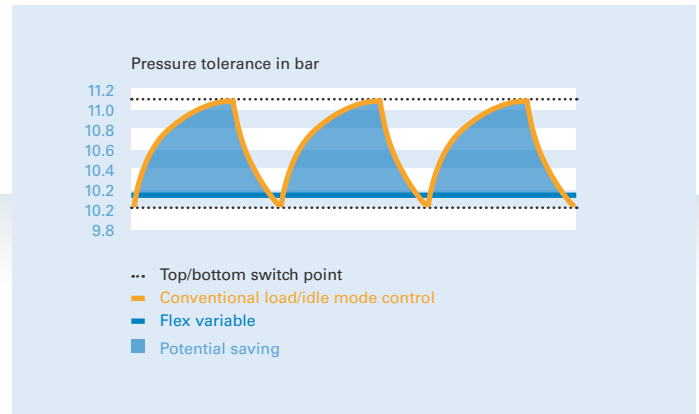 Pressure tolerance in bar
11.2
11.0
10.8
10.6
10.4
10.2
10.2
9.8
Top/bottom switch point
Conventional load/idle mode control
Flex variable
Potential saving